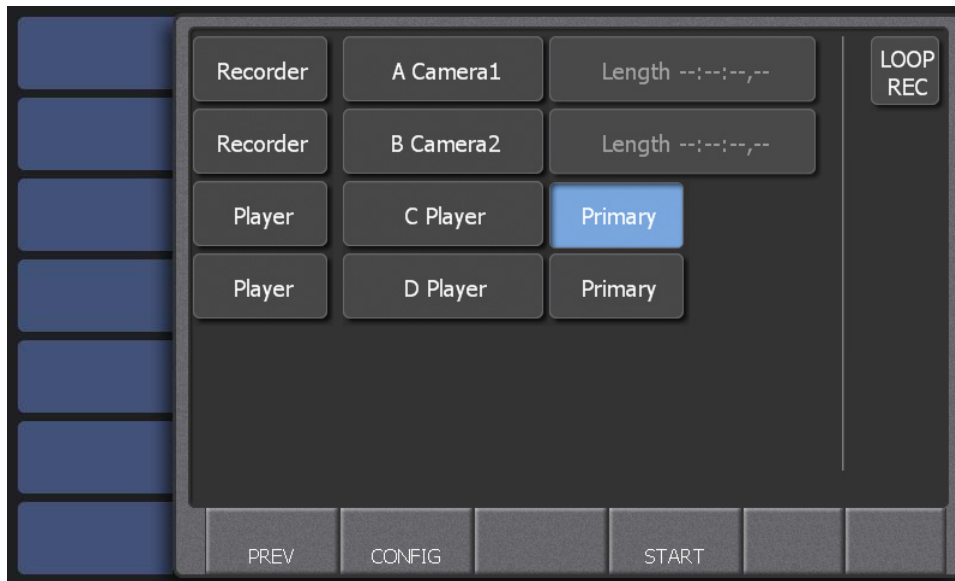 Recorder A Camera1 Length --:--:--,-- LOOP
REC
Recorder B Camera2 Length --:--:--,--
Player C Player Primary
Player D Player Primary
PREV CONFIG START